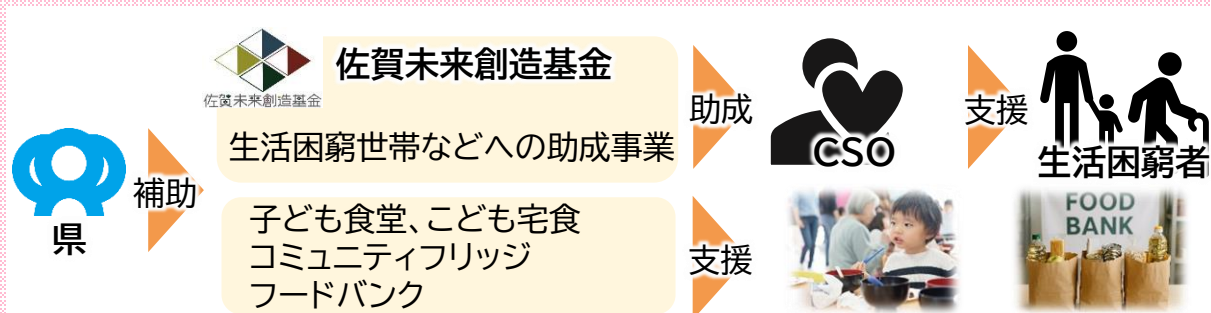 佐賀未来創造基金
佐賀未来創造基金
生活困窮世帯などへの助成事業
県
補助
助成
CSO
支援
生活困窮者
子ども食堂、こども宅食
コミュニティフリッジ
フードバンク
支援
FOOD
BANK